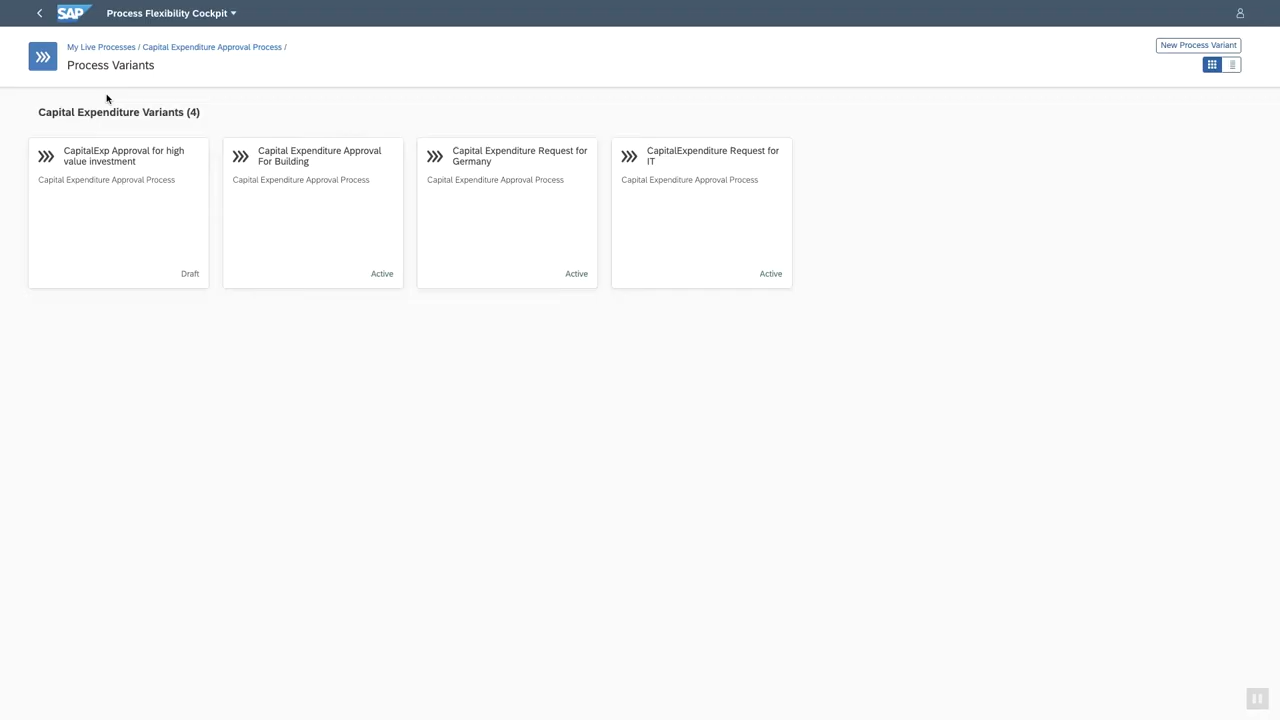 SAP Process Flexibility Cockpit
My Live Processes / Capital Expenditure Approval Process /
New Process Variant
Process Variants
Capital Expenditure Variants (4)
CapitalExp Approval for high
value investment
Capital Expenditure Approval Process
Draft
Capital Expenditure Approval
For Building
Capital Expenditure Approval Process
Active
Capital Expenditure Request for
Germany
Capital Expenditure Approval Process
Active
CapitalExpenditure Request for
IT
Capital Expenditure Approval Process
Active